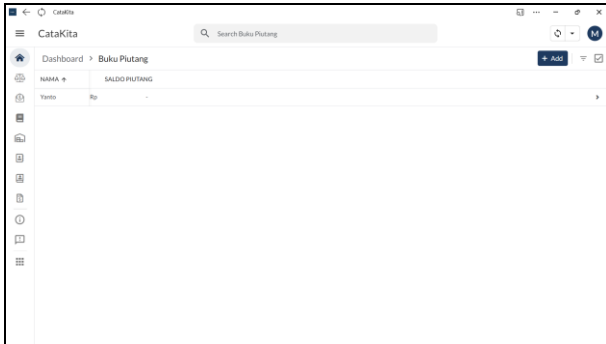 CataKita
CataKita
Search Buku Piutang
M
Dashboard > Buku Piutang
+ Add
NAMA ↑ SALDO PIUTANG
Yanto Rp -